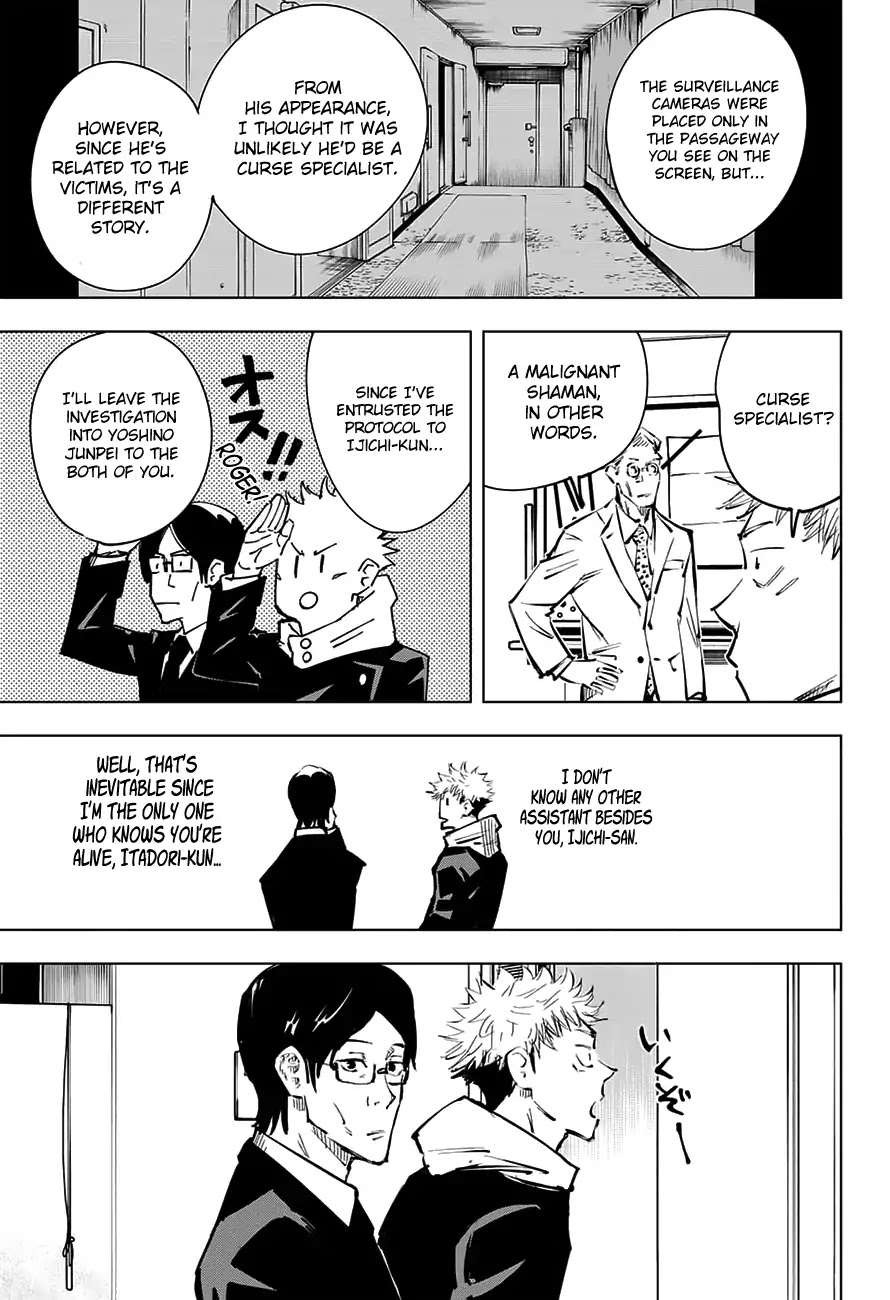 THE SURVEILLANCE
CAMERAS WERE
PLACED ONLY IN
THE PASSAGEWAY
YOU SEE ON THE
SCREEN, BUT...
FROM
HIS APPEARANCE,
I THOUGHT IT WAS
UNLIKELY HE'D BE A
CURSE SPECIALIST.
HOWEVER,
SINCE HE'S
RELATED TO THE
VICTIMS, IT'S A
DIFFERENT
STORY.
CURSE
SPECIALIST?
A MALIGNANT
SHAMAN,
IN OTHER
WORDS.
SINCE I'VE
ENTRUSTED THE
PROTOCOL TO
IJICHI-KUN...
オス!!
ROGER!
I'LL LEAVE THE
INVESTIGATION
INTO YOSHINO
JUNPEI TO
THE BOTH OF YOU.
I DON'T
KNOW ANY OTHER
ASSISTANT BESIDES
YOU, IJICHI-SAN.
WELL, THAT'S
INEVITABLE SINCE
I'M THE ONLY ONE
WHO KNOWS YOU'RE
ALIVE, ITADORI-KUN...
いくぞー